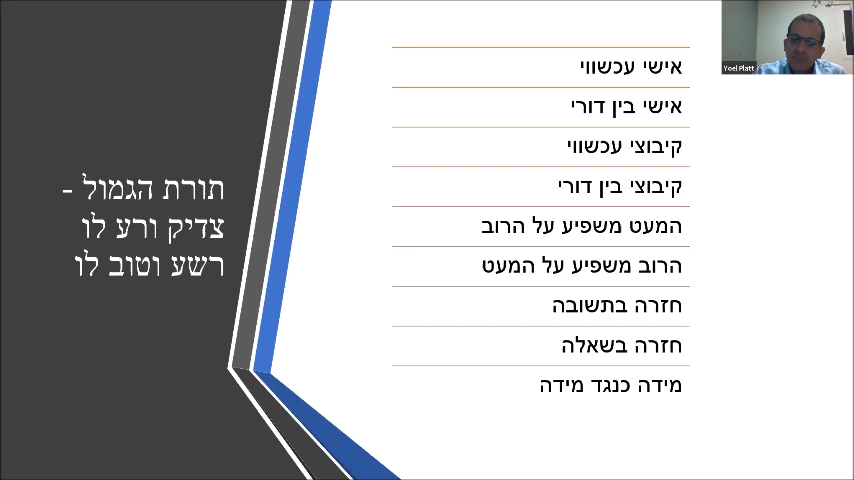 תורת הגמול -
צדיק ורע לו
רשע וטוב לו
אישי עכשווי
אישי בין דורי
קיבוצי עכשווי
קיבוצי בין דורי
המעט משפיע על הרוב
הרוב משפיע על המעט
חזרה בתשובה
חזרה בשאלה
מידה כנגד מידה
Yoel Platt